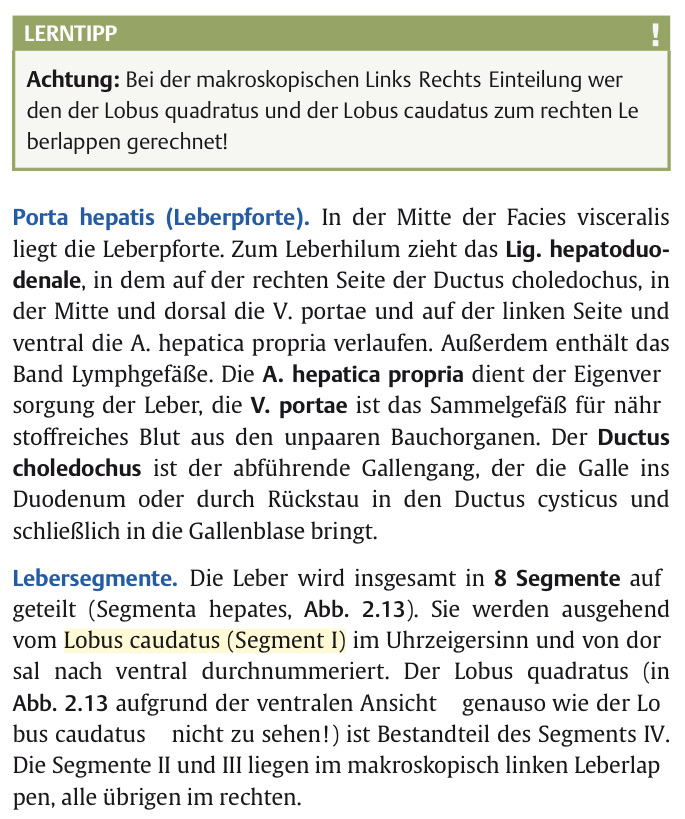 LERNTIPP !
Achtung: Bei der makroskopischen Links Rechts Einteilung wer
den der Lobus quadratus und der Lobus caudatus zum rechten Le
berlappen gerechnet!
Porta hepatis (Leberpforte). In der Mitte der Facies visceralis
liegt die Leberpforte. Zum Leberhilum zieht das Lig. hepatoduo-
denale, in dem auf der rechten Seite der Ductus choledochus, in
der Mitte und dorsal die V. portae und auf der linken Seite und
ventral die A. hepatica propria verlaufen. Außerdem enthält das
Band Lymphgefäße. Die A. hepatica propria dient der Eigenver
sorgung der Leber, die V. portae ist das Sammelgefäß für nähr
stoffreiches Blut aus den unpaaren Bauchorganen. Der Ductus
choledochus ist der abführende Gallengang, der die Galle ins
Duodenum oder durch Rückstau in den Ductus cysticus und
schließlich in die Gallenblase bringt.
Lebersegmente. Die Leber wird insgesamt in 8 Segmente auf
geteilt (Segmenta hepates, Abb. 2.13). Sie werden ausgehend
vom Lobus caudatus (Segment I) im Uhrzeigersinn und von dor
sal nach ventral durchnummeriert. Der Lobus quadratus (in
Abb. 2.13 aufgrund der ventralen Ansicht genauso wie der Lo
bus caudatus nicht zu sehen!) ist Bestandteil des Segments IV.
Die Segmente II und III liegen im makroskopisch linken Leberlap
pen, alle übrigen im rechten.